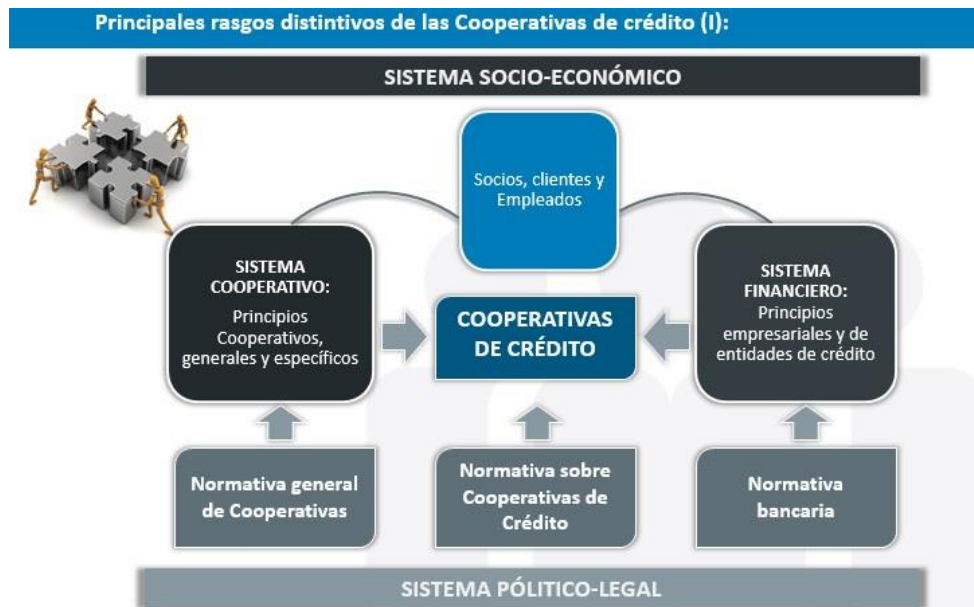 Principales rasgos distintivos de las Cooperativas de crédito (I):
SISTEMA SOCIO-ECONÓMICO
Socios, clientes y
Empleados
SISTEMA
COOPERATIVO:
Principios
Cooperativos,
generales y específicos
COOPERATIVAS
DE CRÉDITO
SISTEMA
FINANCIERO:
Principios
empresariales y de
entidades de crédito
Normativa general
de Cooperativas
Normativa sobre
Cooperativas de
Crédito
Normativa
bancaria
SISTEMA PÓLITICO-LEGAL